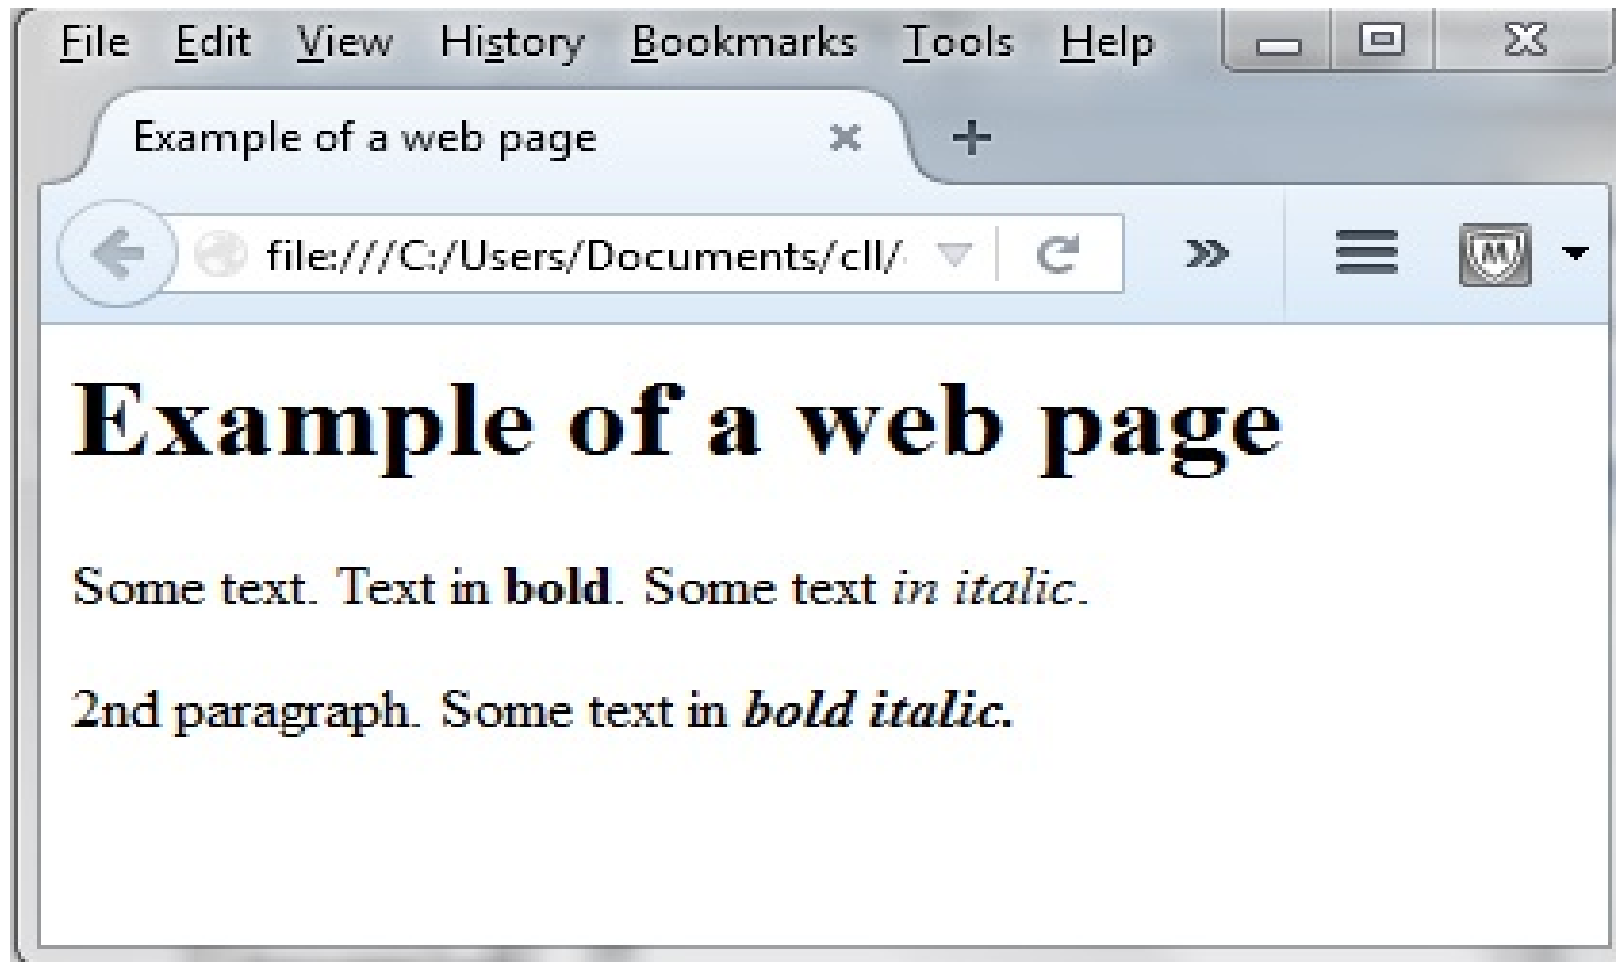 File Edit View History Bookmarks Tools Help
Example of a web page
file:///C:/Users/Documents/cll/
M
Example of a web page
Some text. Text in bold. Some text in italic.
2nd paragraph. Some text in bold italic.